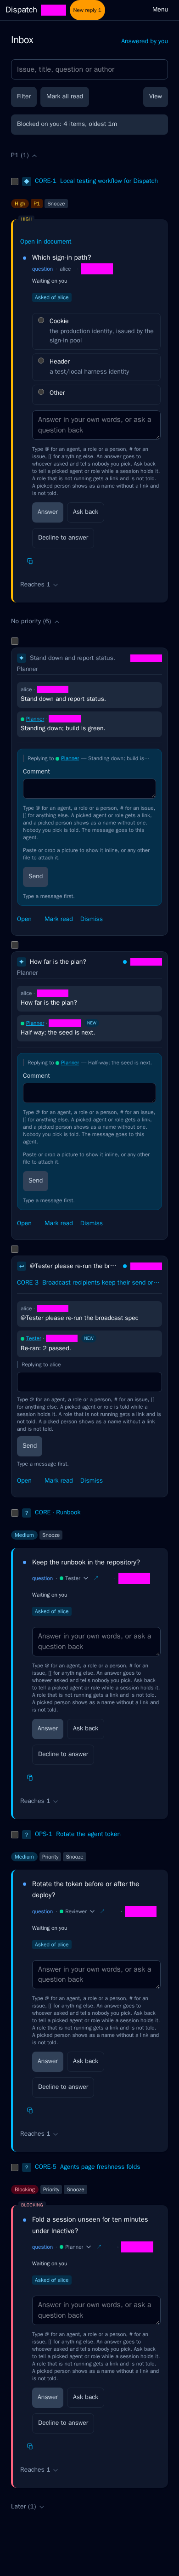 Dispatch
New reply 1
Menu
Inbox
Answered by you
Issue, title, question or author
Filter
Mark all read
View
Blocked on you: 4 items, oldest 1m
P1 (1)
CORE-1 Local testing workflow for Dispatch
High P1 Snooze
HIGH
Open in document
Which sign-in path?
question · alice ·
Waiting on you
Asked of alice
Cookie
the production identity, issued by the
sign-in pool
Header
a test/local harness identity
Other
Answer in your own words, or ask a
question back
Type @ for an agent, a role or a person, # for an
issue, [[ for anything else. An answer goes to
whoever asked and tells nobody you pick. Ask back
to tell a picked agent or role while a session holds it.
A role that is not running gets a link and is not told.
A picked person shows as a name without a link and
is not told.
Answer
Ask back
Decline to answer
Reaches 1
No priority (6)
Stand down and report status.
Planner
alice ·
Stand down and report status.
Planner ·
Standing down; build is green.
Replying to Planner — Standing down; build is…
Comment
Type @ for an agent, a role or a person, # for an issue,
[[ for anything else. A picked agent or role gets a link,
and a picked person shows as a name without one.
Nobody you pick is told. The message goes to this
agent.
Paste or drop a picture to show it inline, or any other
file to attach it.
Send
Type a message first.
Open
Mark read
Dismiss
How far is the plan?
Planner
alice ·
How far is the plan?
Planner ·
NEW
Half-way; the seed is next.
Replying to Planner — Half-way; the seed is next.
Comment
Type @ for an agent, a role or a person, # for an issue,
[[ for anything else. A picked agent or role gets a link,
and a picked person shows as a name without one.
Nobody you pick is told. The message goes to this
agent.
Paste or drop a picture to show it inline, or any other
file to attach it.
Send
Type a message first.
Open
Mark read
Dismiss
@Tester please re-run the br…
CORE-3 Broadcast recipients keep their send or…
alice ·
@Tester please re-run the broadcast spec
Tester ·
NEW
Re-ran: 2 passed.
Replying to alice
Type @ for an agent, a role or a person, # for an issue, [[
for anything else. A picked agent or role is told while a
session holds it. A role that is not running gets a link and is
not told. A picked person shows as a name without a link
and is not told.
Send
Type a message first.
Open
Mark read
Dismiss
CORE · Runbook
Medium Snooze
Keep the runbook in the repository?
question · Tester
Waiting on you
Asked of alice
Answer in your own words, or ask a
question back
Type @ for an agent, a role or a person, # for an
issue, [[ for anything else. An answer goes to
whoever asked and tells nobody you pick. Ask back
to tell a picked agent or role while a session holds it.
A role that is not running gets a link and is not told.
A picked person shows as a name without a link and
is not told.
Answer
Ask back
Decline to answer
Reaches 1
OPS-1 Rotate the agent token
Medium Priority Snooze
Rotate the token before or after the
deploy?
question · Reviewer
Waiting on you
Asked of alice
Answer in your own words, or ask a
question back
Type @ for an agent, a role or a person, # for an
issue, [[ for anything else. An answer goes to
whoever asked and tells nobody you pick. Ask back
to tell a picked agent or role while a session holds it.
A role that is not running gets a link and is not told.
A picked person shows as a name without a link and
is not told.
Answer
Ask back
Decline to answer
Reaches 1
CORE-5 Agents page freshness folds
Blocking Priority Snooze
BLOCKING
Fold a session unseen for ten minutes
under Inactive?
question · Planner
Waiting on you
Asked of alice
Answer in your own words, or ask a
question back
Type @ for an agent, a role or a person, # for an
issue, [[ for anything else. An answer goes to
whoever asked and tells nobody you pick. Ask back
to tell a picked agent or role while a session holds it.
A role that is not running gets a link and is not told.
A picked person shows as a name without a link and
is not told.
Answer
Ask back
Decline to answer
Reaches 1
Later (1)